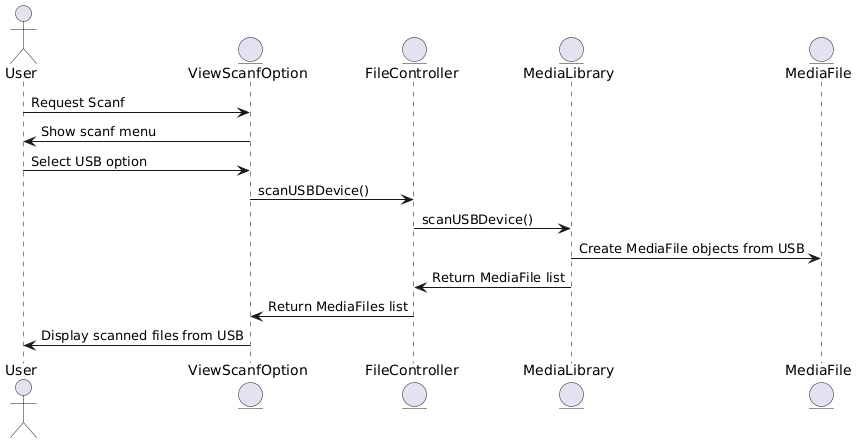 User
ViewScanfOption
FileController
MediaLibrary
MediaFile
Request Scanf
Show scanf menu
Select USB option
scanUSBDevice()
scanUSBDevice()
Create MediaFile objects from USB
Return MediaFile list
Return MediaFiles list
Display scanned files from USB
User
ViewScanfOption
FileController
MediaLibrary
MediaFile